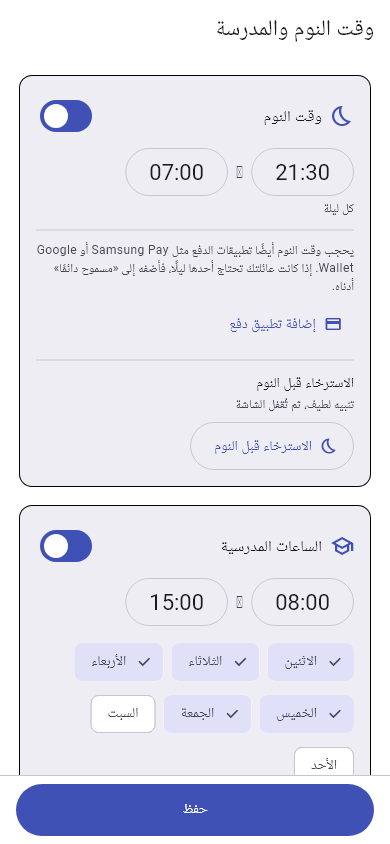 وقت النوم والمدرسة
وقت النوم
21:30 07:00
كل ليلة
يحجب وقت النوم أيضًا تطبيقات الدفع مثل Samsung Pay أو Google
Wallet. إذا كانت عائلتك تحتاج أحدها ليلًا، فأضفه إلى «مسموح دائمًا»
أدناه.
إضافة تطبيق دفع
الاسترخاء قبل النوم
تنبيه لطيف، ثم تُقفل الشاشة
الاسترخاء قبل النوم
الساعات المدرسية
08:00 15:00
الاثنين الثلاثاء الأربعاء
الخميس الجمعة السبت
الأحد
حفظ